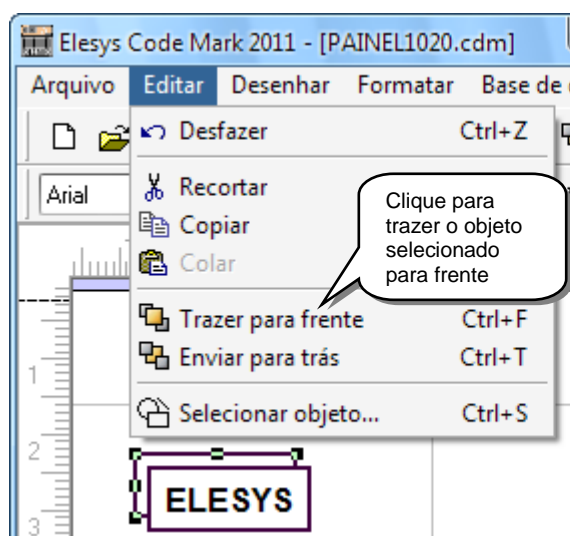 Elesys Code Mark 2011 - [PAINEL1020.cdm]
Arquivo Editar Desenhar Formatar Base de
Desfazer Ctrl+Z
Arial
Recortar
Copiar
Colar
Clique para
trazer o objeto
selecionado
para frente
Trazer para frente Ctrl+F
Enviar para trás Ctrl+T
1
Selecionar objeto... Ctrl+S
2
ELESYS
3